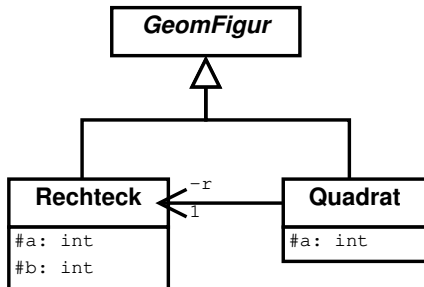 GeomFigur
Rechteck
#a: int
#b: int
-r
1
Quadrat
#a: int